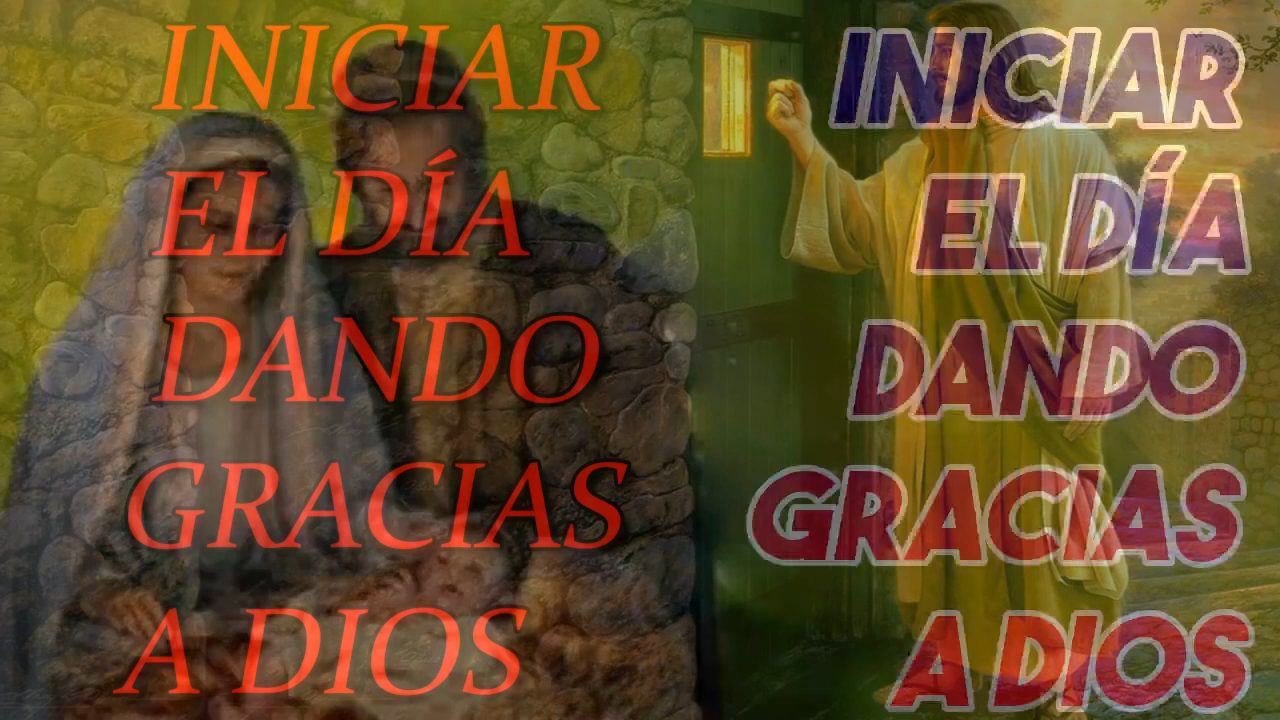 INICIAR
EL DÍA
DANDO
GRACIAS
A DIOS
INICIAR
EL DÍA
DANDO
GRACIAS
A DIOS